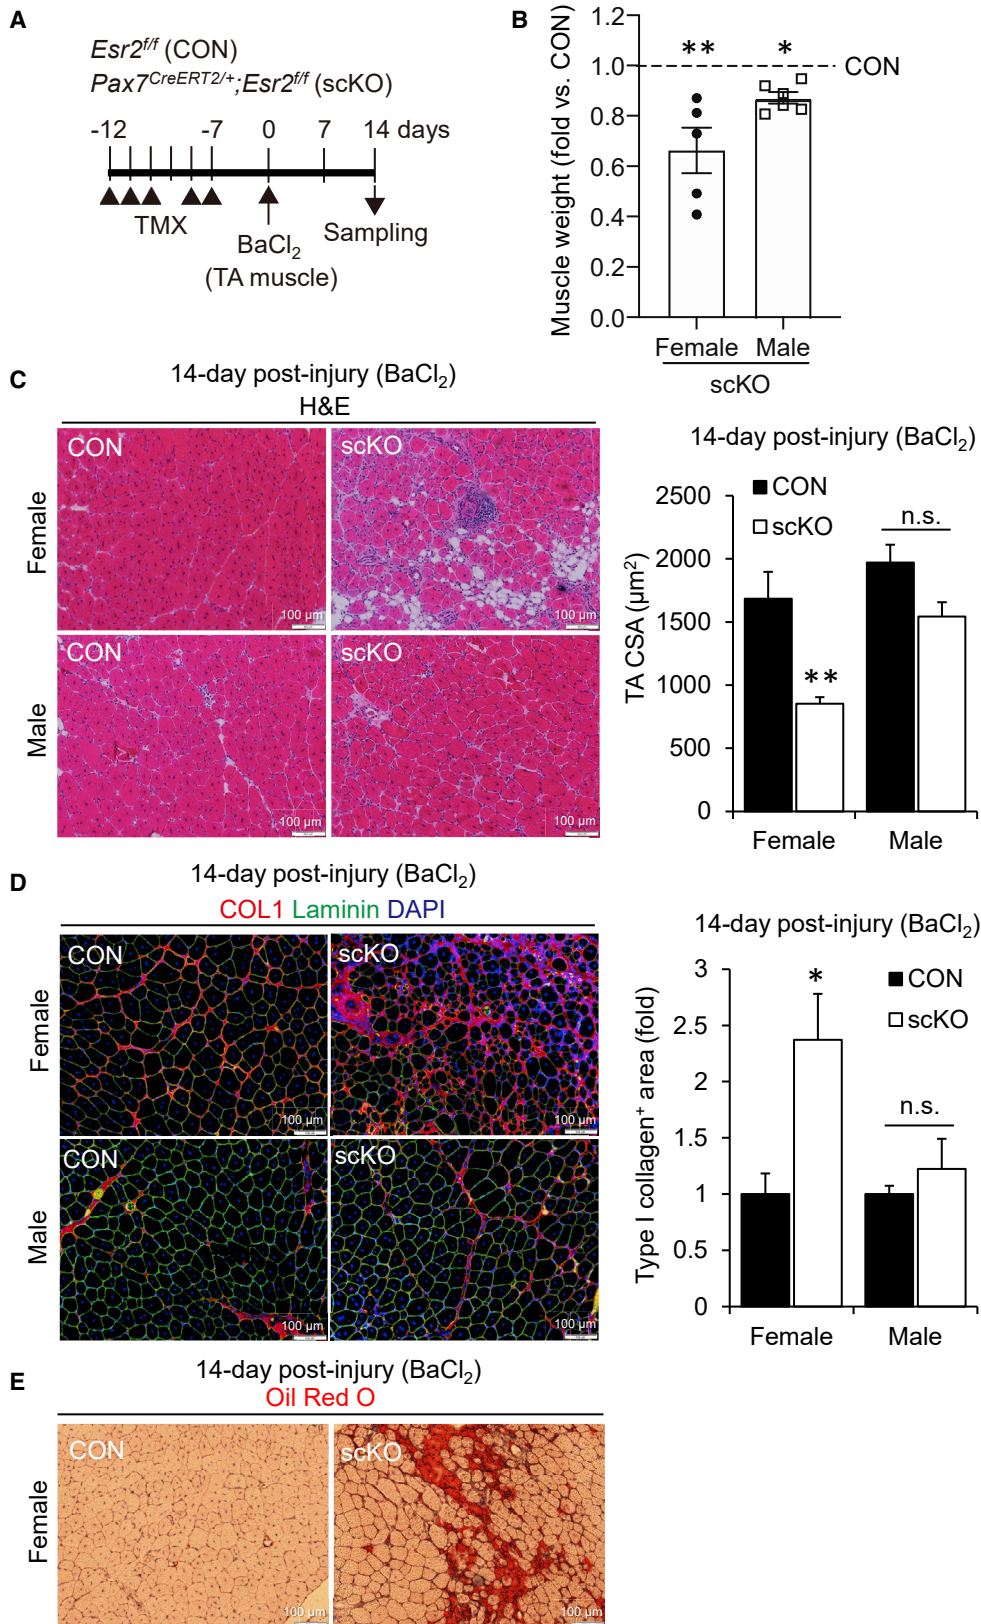 A
Esr2f/f (CON)
Pax7CreERT2/+;Esr2f/f (scKO)
-12 -7 0 7 14 days
TMX
BaCl2
(TA muscle)
Sampling
B
Muscle weight (fold vs. CON)
1.2
1.0
0.8
0.6
0.4
0.2
0.0
** *
CON
Female Male
scKO
C
14-day post-injury (BaCl2)
H&E
Female
CON
100 µm
scKO
100 µm
Male
CON
100 µm
scKO
100 µm
14-day post-injury (BaCl2)
TA CSA (µm2)
2500
2000
1500
1000
500
0
CON
scKO
**
n.s.
Female Male
D
14-day post-injury (BaCl2)
COL1 Laminin DAPI
Female
CON
100 µm
scKO
100 µm
Male
CON
100 µm
scKO
100 µm
14-day post-injury (BaCl2)
Type I collagen+ area (fold)
3
2.5
2
1.5
1
0.5
0
*
CON
scKO
n.s.
Female Male
E
14-day post-injury (BaCl2)
Oil Red O
Female
CON
100 µm
scKO
100 µm